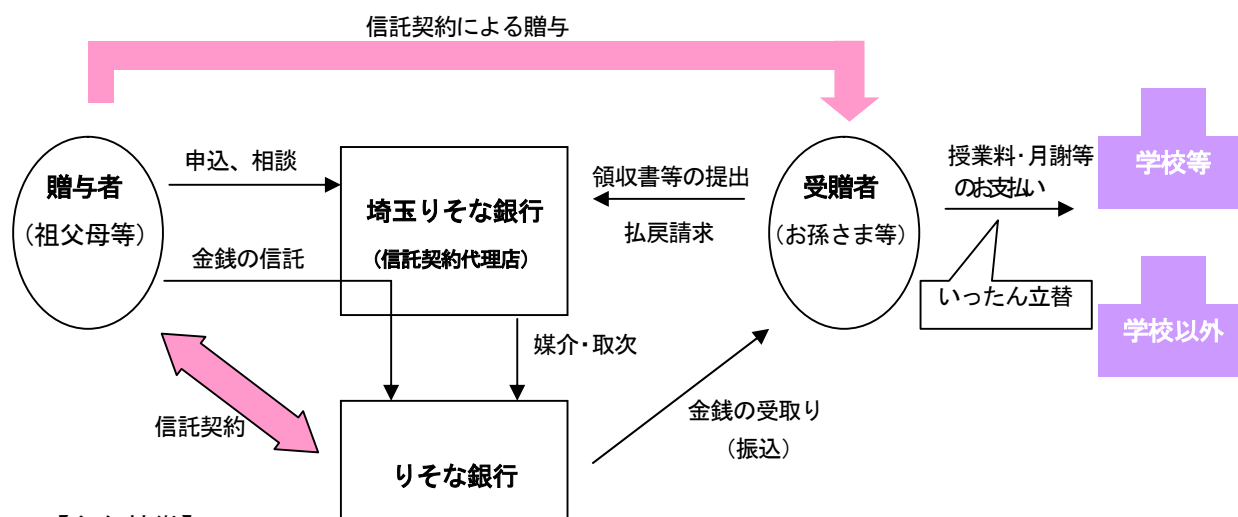 信託契約による贈与
贈与者
（祖父母等）
申込、相談
金銭の信託
埼玉りそな銀行
（信託契約代理店）
領収書等の提出
払戻請求
受贈者
（お孫さま等）
授業料・月謝等
のお支払い
いったん立替
学校等
学校以外
媒介・取次
信託契約
りそな銀行
金銭の受取り
（振込）